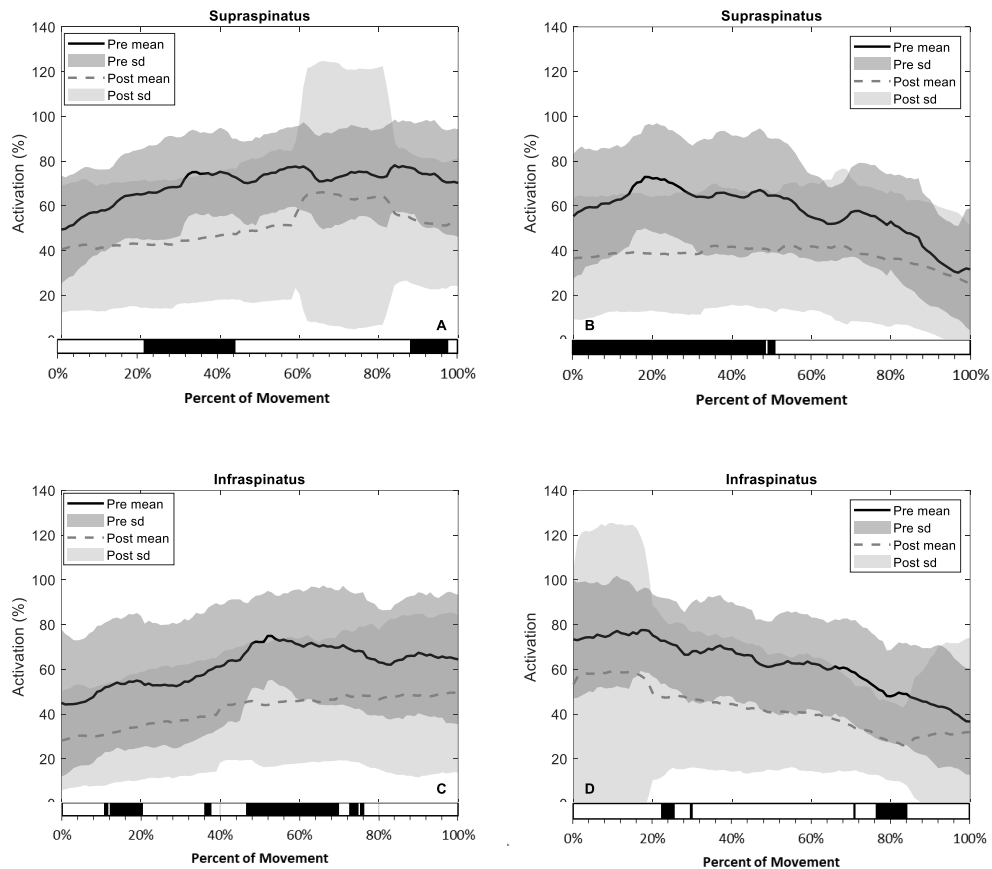 Supraspinatus
140
120
100
80
60
40
20
Activation (%)
Pre mean
Pre sd
Post mean
Post sd
A
0% 20% 40% 60% 80% 100%
Percent of Movement
Supraspinatus
140
120
100
80
60
40
20
Activation (%)
Pre mean
Pre sd
Post mean
Post sd
B
0% 20% 40% 60% 80% 100%
Percent of Movement
Infraspinatus
140
120
100
80
60
40
20
Activation (%)
Pre mean
Pre sd
Post mean
Post sd
C
0% 20% 40% 60% 80% 100%
Percent of Movement
Infraspinatus
140
120
100
80
60
40
20
Activation
Pre mean
Pre sd
Post mean
Post sd
D
0% 20% 40% 60% 80% 100%
Percent of Movement